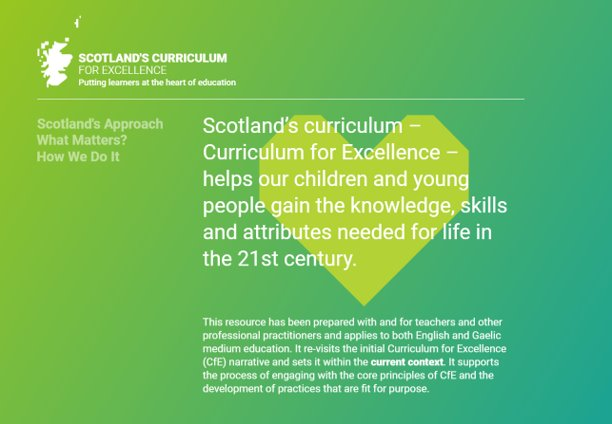 SCOTLAND'S CURRICULUM
FOR EXCELLENCE
Putting learners at the heart of education
Scotland's Approach
What Matters?
How We Do It
Scotland's curriculum –
Curriculum for Excellence –
helps our children and young
people gain the knowledge, skills
and attributes needed for life in
the 21st century.
This resource has been prepared with and for teachers and other
professional practitioners and applies to both English and Gaelic
medium education. It re-visits the initial Curriculum for Excellence
(CfE) narrative and sets it within the current context. It supports
the process of engaging with the core principles of CfE and the
development of practices that are fit for purpose.